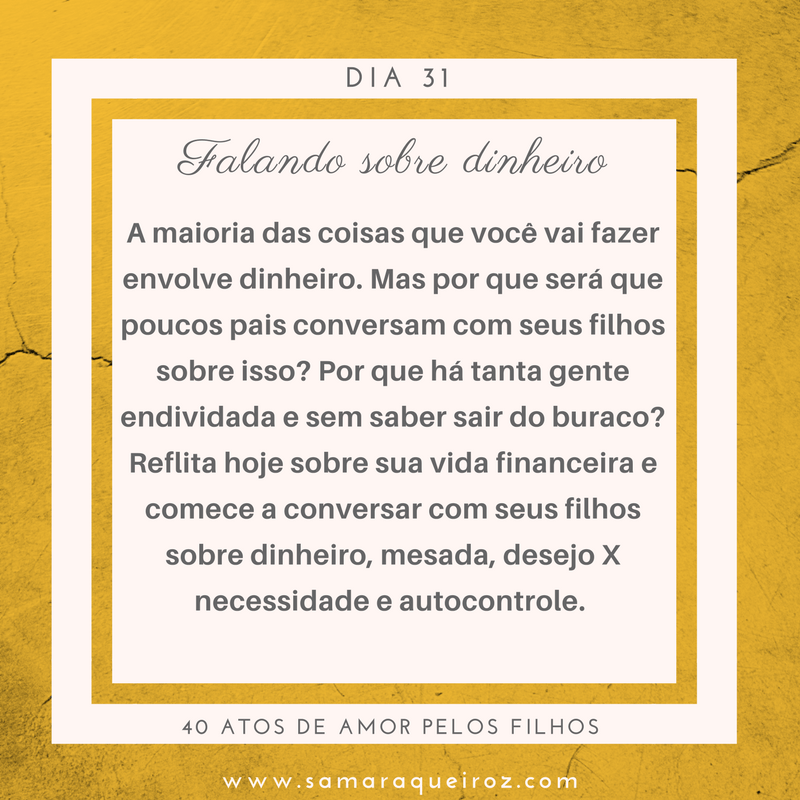 DIA 31
Falando sobre dinheiro
A maioria das coisas que você vai fazer
envolve dinheiro. Mas por que será que
poucos pais conversam com seus filhos
sobre isso? Por que há tanta gente
endividada e sem saber sair do buraco?
Reflita hoje sobre sua vida financeira e
comece a conversar com seus filhos
sobre dinheiro, mesada, desejo X
necessidade e autocontrole.
40 ATOS DE AMOR PELOS FILHOS
www.samaraqueiroz.com